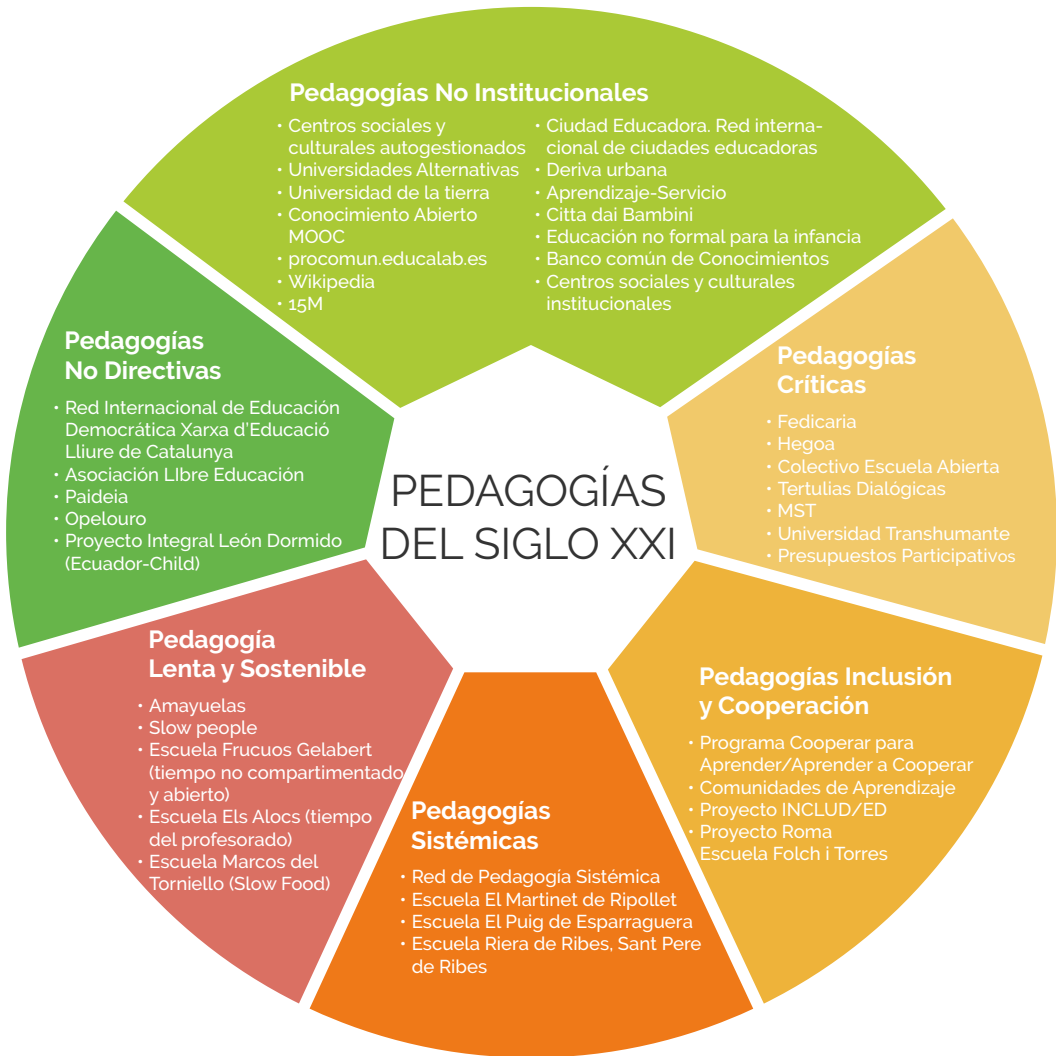 Pedagogías No Institucionales
• Centros sociales y
culturales autogestionados
• Universidades Alternativas
• Universidad de la tierra
• Conocimiento Abierto
MOOC
• procomun.educalab.es
• Wikipedia
• 15M
• Ciudad Educadora. Red interna-
cional de ciudades educadoras
• Deriva urbana
• Aprendizaje-Servicio
• Citta dai Bambini
• Educación no formal para la infancia
• Banco común de Conocimientos
• Centros sociales y culturales
institucionales
Pedagogías
No Directivas
• Red Internacional de Educación
Democrática Xarxa d'Educació
Lliure de Catalunya
• Asociación LIbre Educación
• Paideia
• Opelouro
• Proyecto Integral León Dormido
(Ecuador-Child)
PEDAGOGÍAS
DEL SIGLO XXI
Pedagogías
Críticas
• Fedicaria
• Hegoa
• Colectivo Escuela Abierta
• Tertulias Dialógicas
• MST
• Universidad Transhumante
• Presupuestos Participativos
Pedagogía
Lenta y Sostenible
• Amayuelas
• Slow people
• Escuela Frucuos Gelabert
(tiempo no compartimentado
y abierto)
• Escuela Els Alocs (tiempo
del profesorado)
• Escuela Marcos del
Torniello (Slow Food)
Pedagogías
Sistémicas
• Red de Pedagogía Sistémica
• Escuela El Martinet de Ripollet
• Escuela El Puig de Esparraguera
• Escuela Riera de Ribes, Sant Pere
de Ribes
Pedagogías Inclusión
y Cooperación
• Programa Cooperar para
Aprender/Aprender a Cooperar
• Comunidades de Aprendizaje
• Proyecto INCLUD/ED
• Proyecto Roma
Escuela Folch i Torres